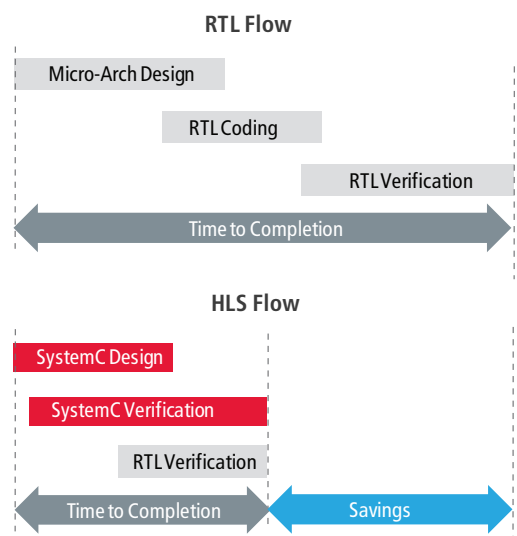 RTL Flow
Micro-Arch Design
RTL Coding
RTL Verification
Time to Completion
HLS Flow
SystemC Design
SystemC Verification
RTL Verification
Time to Completion
Savings